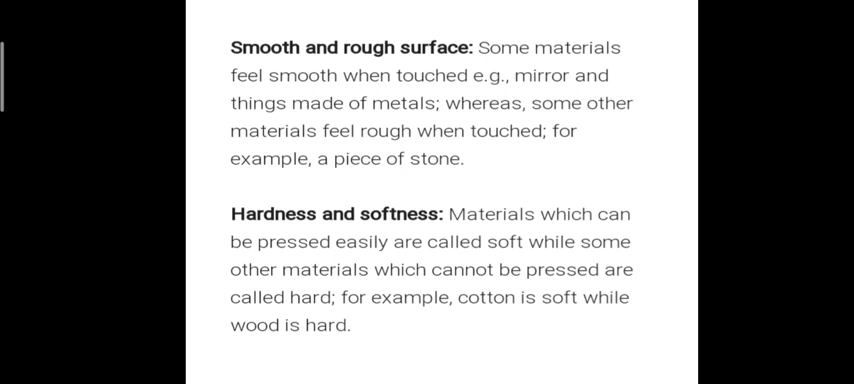 Smooth and rough surface: Some materials
feel smooth when touched e.g., mirror and
things made of metals; whereas, some other
materials feel rough when touched; for
example, a piece of stone.
Hardness and softness: Materials which can
be pressed easily are called soft while some
other materials which cannot be pressed are
called hard; for example, cotton is soft while
wood is hard.